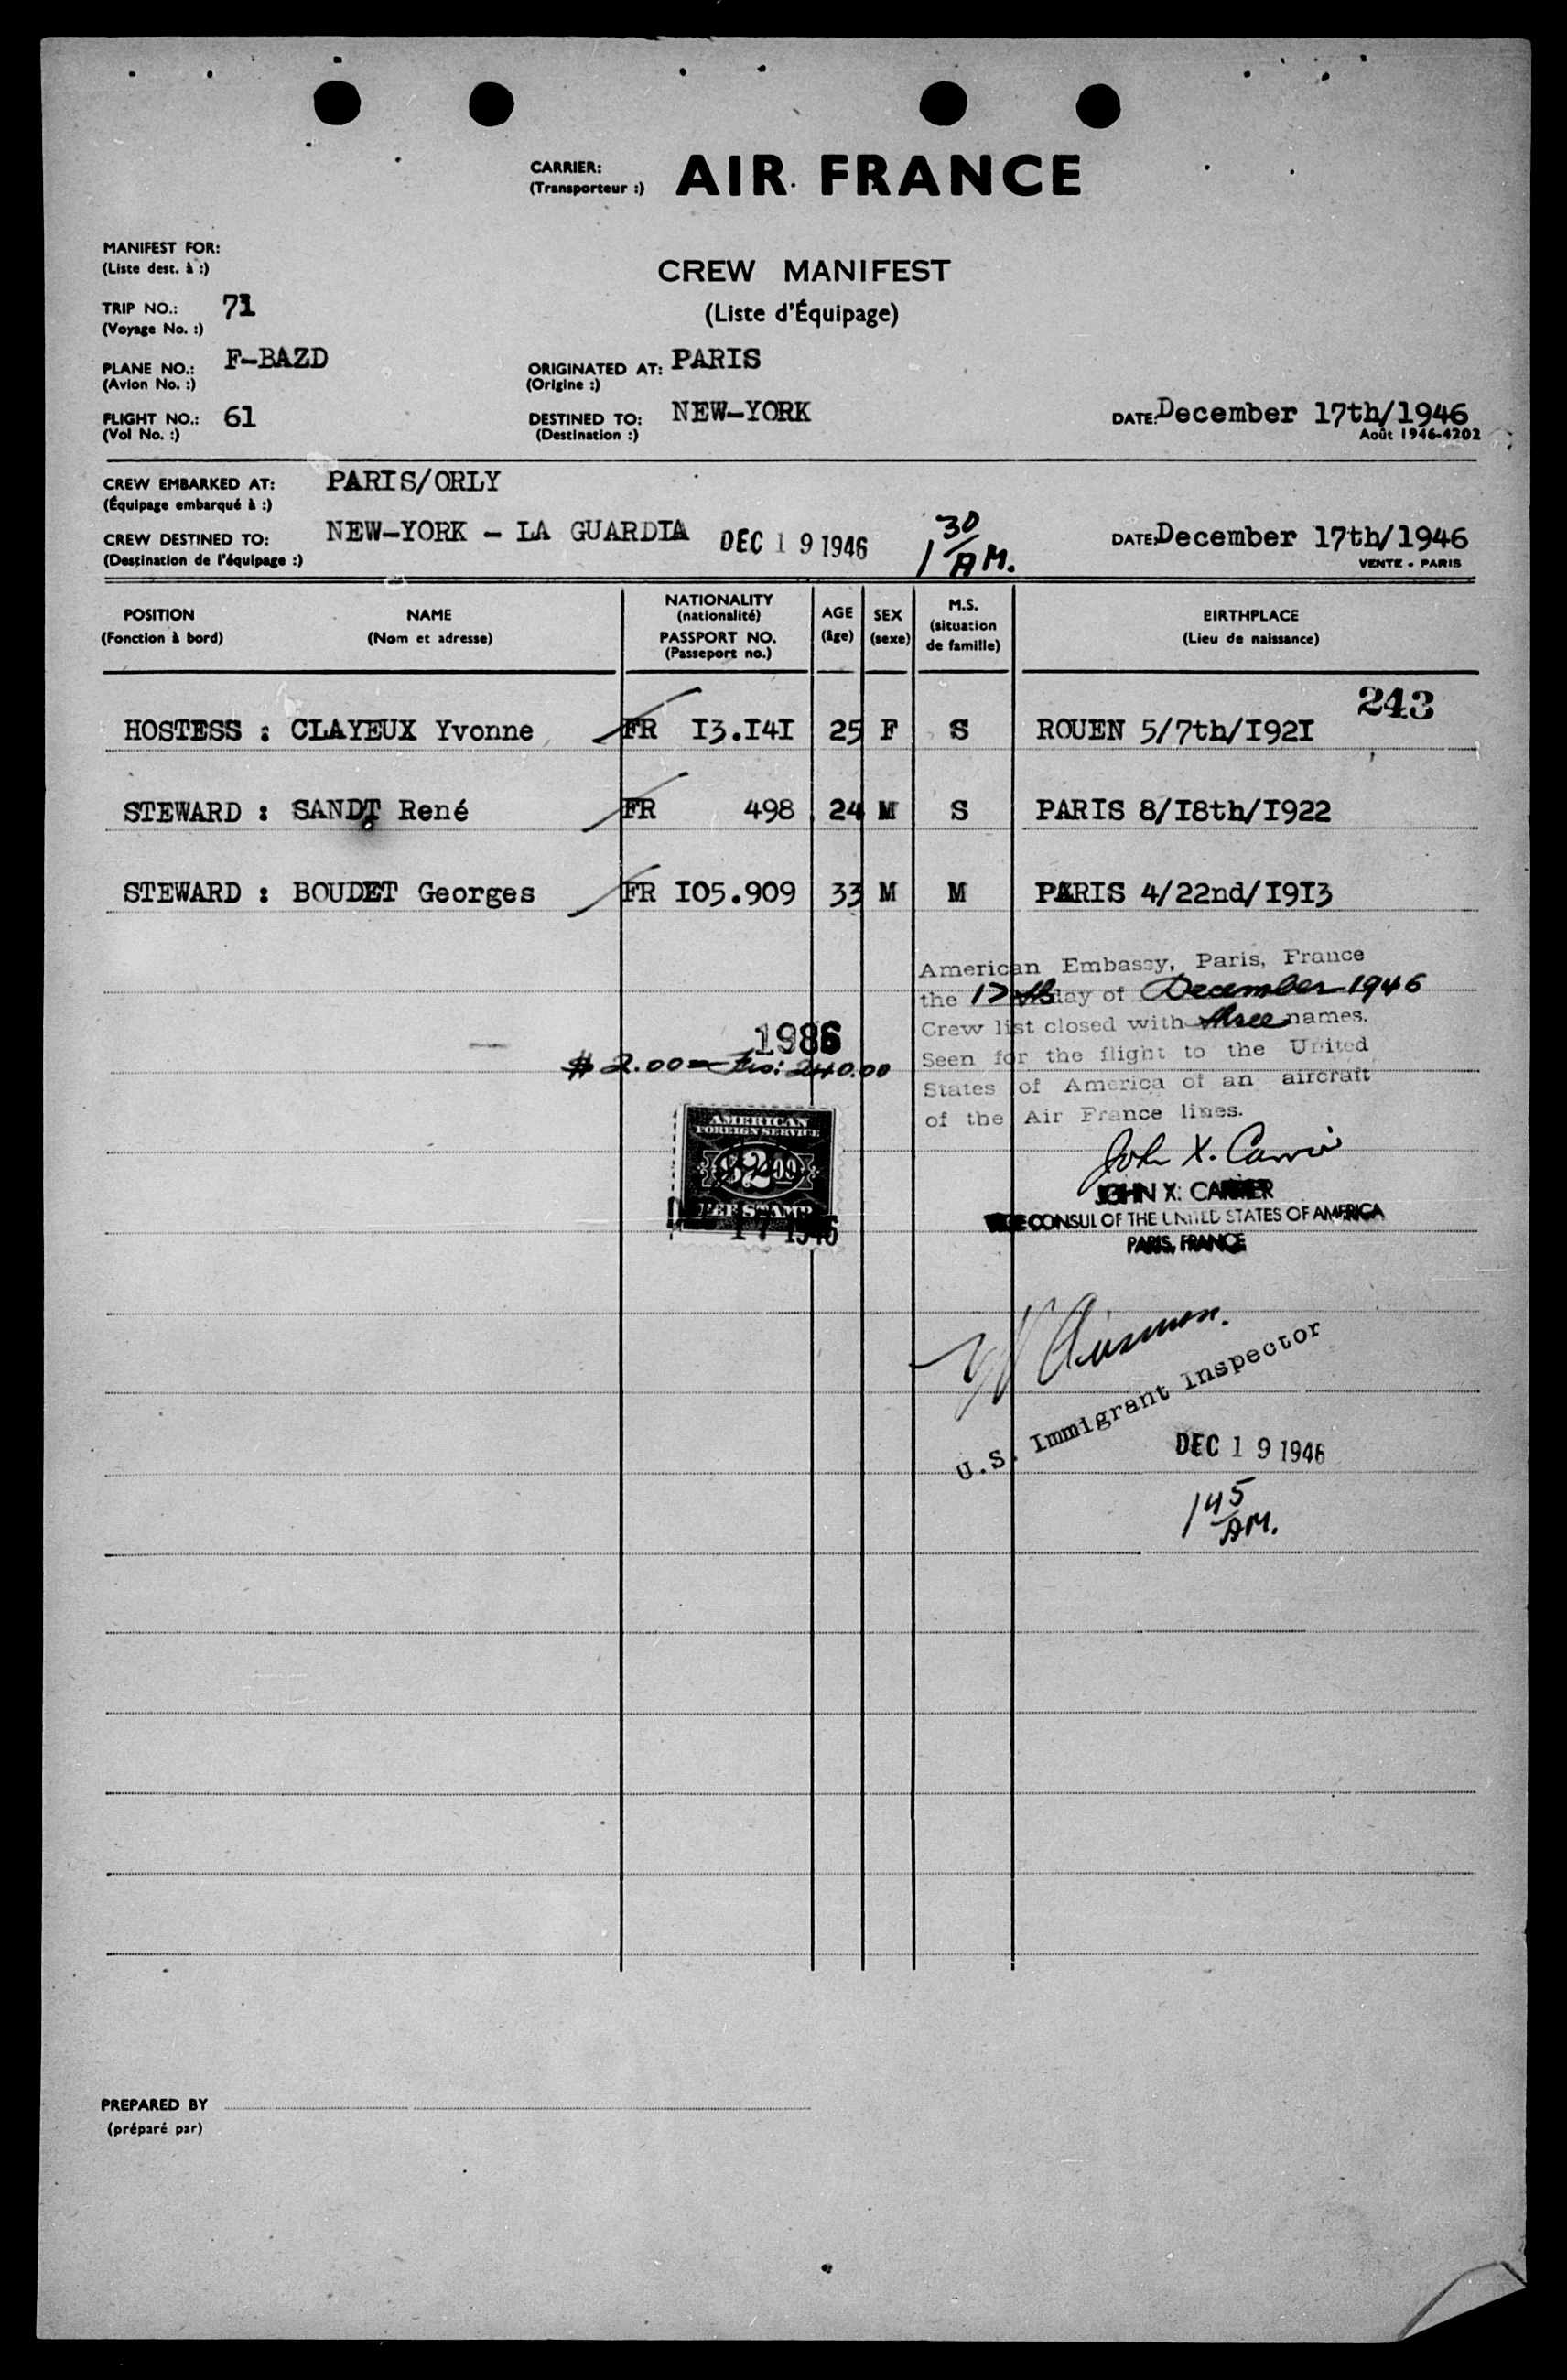 CARRIER: AIR FRANCE
(Transporteur :)
MANIFEST FOR:
(Liste dest. à :)
CREW MANIFEST
(Liste d'Équipage)
TRIP NO.: 71
(Voyage No. :)
PLANE NO.: F-BAZD ORIGINATED AT: PARIS
(Avion No. :) (Origine :)
FLIGHT NO.: 61 DESTINED TO: NEW-YORK DATE: December 17th/1946
(Vol No. :) (Destination :) Août 1946-4202
CREW EMBARKED AT: PARIS/ORLY
(Équipage embarqué à :)
CREW DESTINED TO: NEW-YORK - LA GUARDIA DEC 19 1946 1 30/AM. DATE: December 17th/1946
(Destination de l'équipage :) VENTE - PARIS
POSITION NAME NATIONALITY AGE SEX M.S. BIRTHPLACE
(Fonction à bord) (Nom et adresse) (nationalité) (âge) (sexe) (situation de famille) (Lieu de naissance)
PASSPORT NO.
(Passeport no.)
243
HOSTESS : CLAYEUX Yvonne FR I3.I4I 25 F S ROUEN 5/7th/I92I
STEWARD : SANDT René FR 498 24 M S PARIS 8/I8th/I922
STEWARD : BOUDET Georges FR I05.909 33 M M PARIS 4/22nd/I9I3
American Embassy, Paris, France
the 17th day of December 1946
Crew list closed with three names.
Seen for the flight to the United
States of America of an aircraft
of the Air France lines.
1986
$ 2.00 = Frs: 240.00
AMERICAN
FOREIGN SERVICE
$2.00
FEE STAMP
17 1946
John X. Carrier
JOHN X. CARRIER
VICE CONSUL OF THE UNITED STATES OF AMERICA
PARIS, FRANCE
U.S. Immigrant Inspector
DEC 19 1946
1 45/AM.
PREPARED BY
(préparé par)